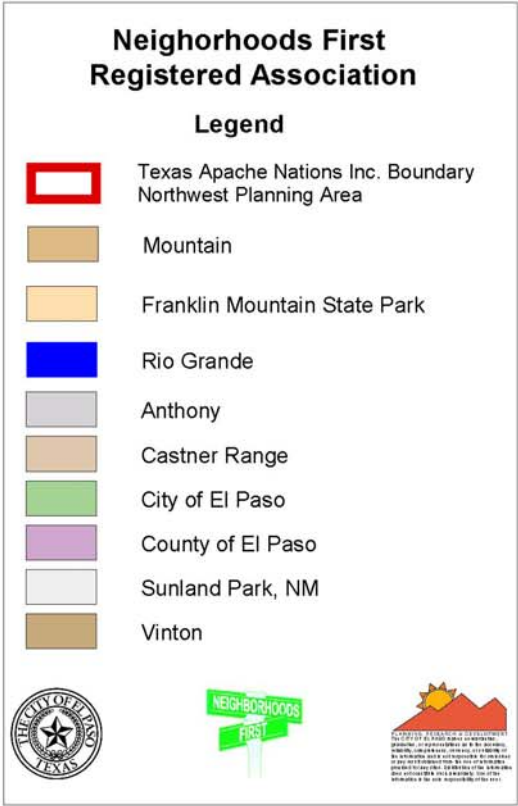 Neighorhoods First
Registered Association
Legend
Texas Apache Nations Inc. Boundary
Northwest Planning Area
Mountain
Franklin Mountain State Park
Rio Grande
Anthony
Castner Range
City of El Paso
County of El Paso
Sunland Park, NM
Vinton
THE CITY OF EL PASO
TEXAS
NEIGHBORHOODS
FIRST
PLANNING, RESEARCH & DEVELOPMENT